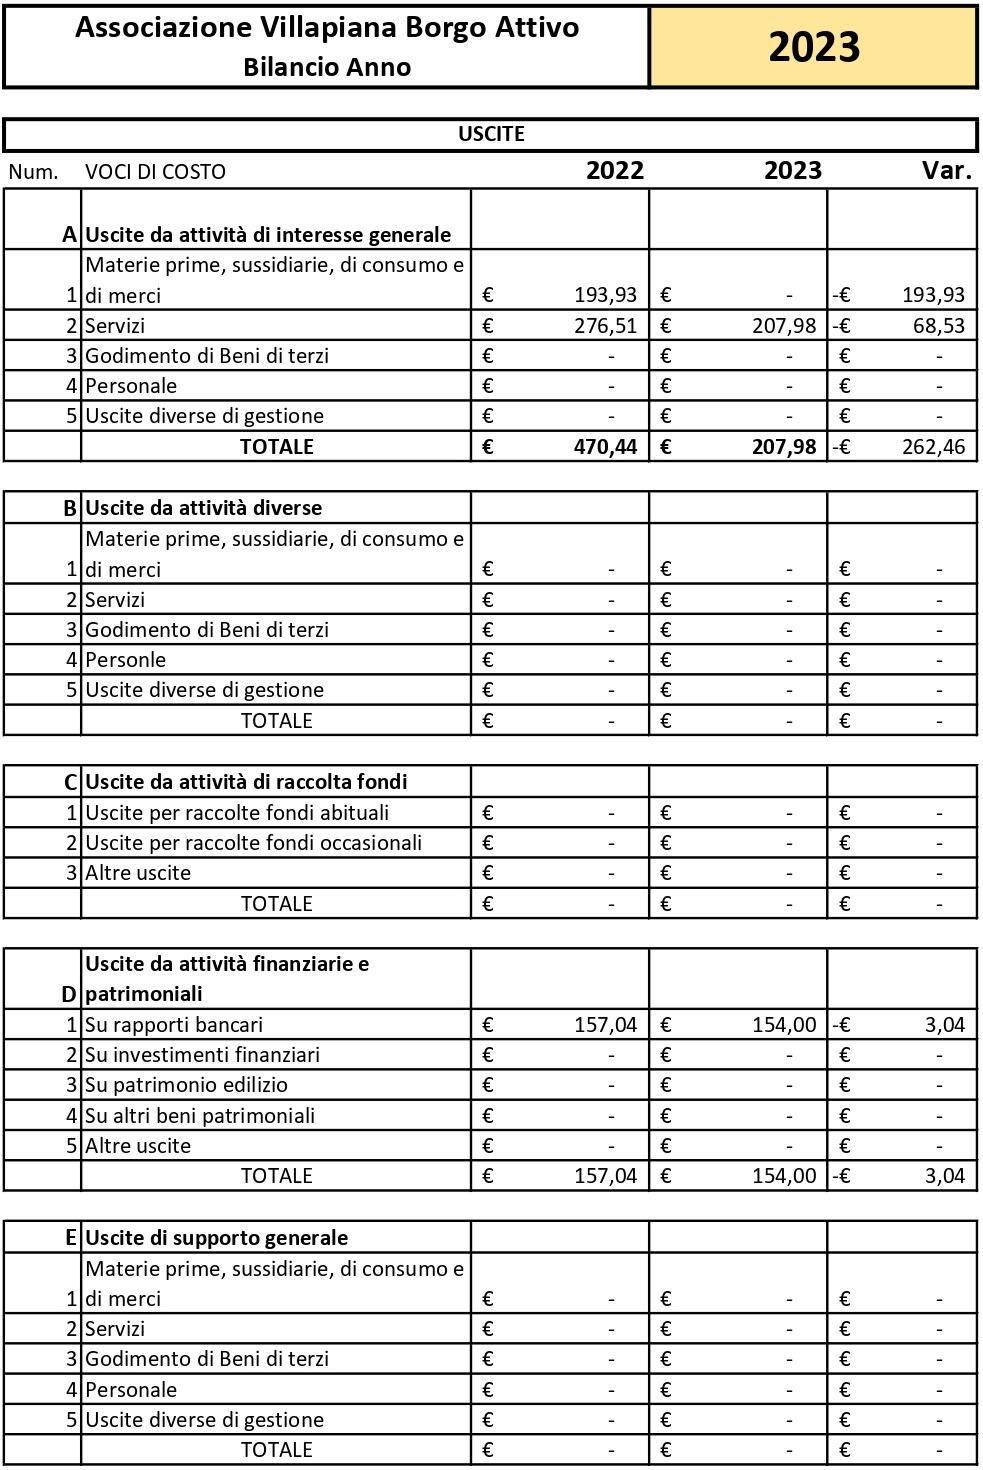 Associazione Villapiana Borgo Attivo
Bilancio Anno
2023
USCITE
Num. VOCI DI COSTO 2022 2023 Var.
A Uscite da attività di interesse generale
Materie prime, sussidiarie, di consumo e
1 di merci € 193,93 € - -€ 193,93
2 Servizi € 276,51 € 207,98 -€ 68,53
3 Godimento di Beni di terzi € - € - € -
4 Personale € - € - € -
5 Uscite diverse di gestione € - € - € -
TOTALE € 470,44 € 207,98 -€ 262,46
B Uscite da attività diverse
Materie prime, sussidiarie, di consumo e
1 di merci € - € - € -
2 Servizi € - € - € -
3 Godimento di Beni di terzi € - € - € -
4 Personle € - € - € -
5 Uscite diverse di gestione € - € - € -
TOTALE € - € - € -
C Uscite da attività di raccolta fondi
1 Uscite per raccolte fondi abituali € - € - € -
2 Uscite per raccolte fondi occasionali € - € - € -
3 Altre uscite € - € - € -
TOTALE € - € - € -
Uscite da attività finanziarie e
D patrimoniali
1 Su rapporti bancari € 157,04 € 154,00 -€ 3,04
2 Su investimenti finanziari € - € - € -
3 Su patrimonio edilizio € - € - € -
4 Su altri beni patrimoniali € - € - € -
5 Altre uscite € - € - € -
TOTALE € 157,04 € 154,00 -€ 3,04
E Uscite di supporto generale
Materie prime, sussidiarie, di consumo e
1 di merci € - € - € -
2 Servizi € - € - € -
3 Godimento di Beni di terzi € - € - € -
4 Personale € - € - € -
5 Uscite diverse di gestione € - € - € -
TOTALE € - € - € -